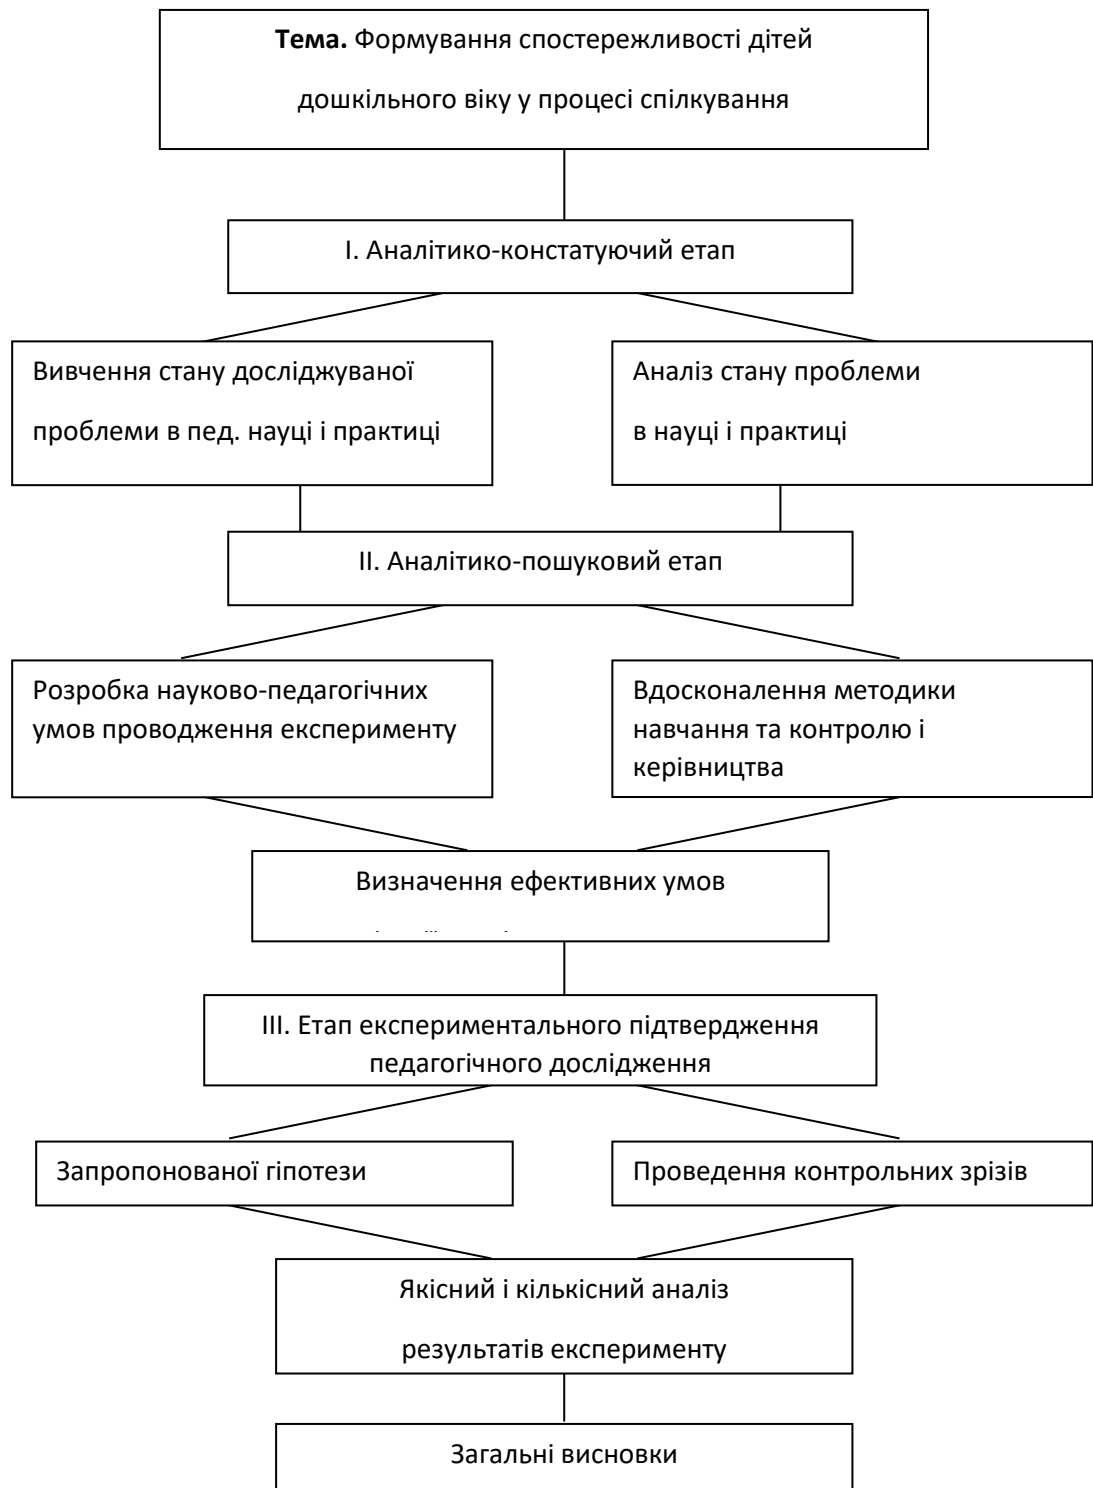 Тема. Формування спостережливості дітей
дошкільного віку у процесі спілкування
І. Аналітико-констатуючий етап
Вивчення стану досліджуваної
проблеми в пед. науці і практиці
Аналіз стану проблеми
в науці і практиці
ІІ. Аналітико-пошуковий етап
Розробка науково-педагогічних
умов проводження експерименту
Вдосконалення методики
навчання та контролю і
керівництва
Визначення ефективних умов
ІІІ. Етап експериментального підтвердження
педагогічного дослідження
Запропонованої гіпотези
Проведення контрольних зрізів
Якісний і кількісний аналіз
результатів експерименту
Загальні висновки